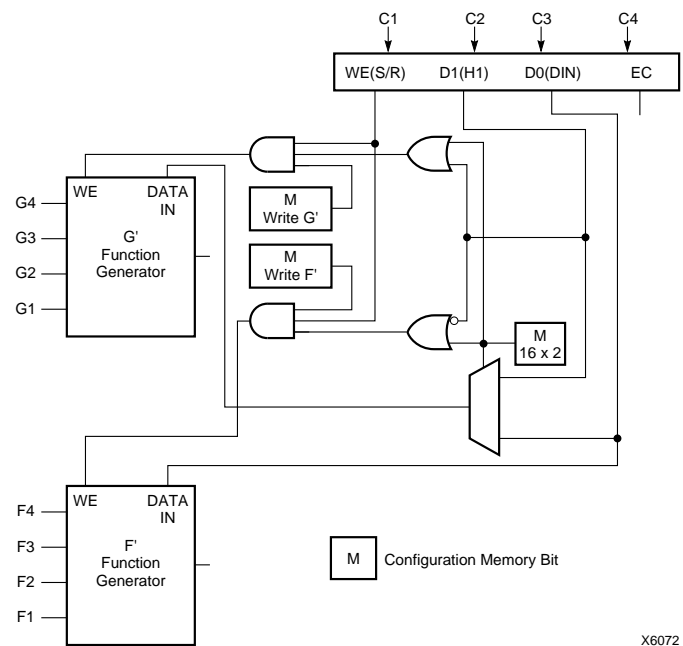 C1 C2 C3 C4
WE(S/R) D1(H1) D0(DIN) EC
WE DATA IN
G4
G3
G2
G1
G' Function Generator
M
Write G'
M
Write F'
M
16 x 2
WE DATA IN
F4
F3
F2
F1
F' Function Generator
M Configuration Memory Bit
X6072